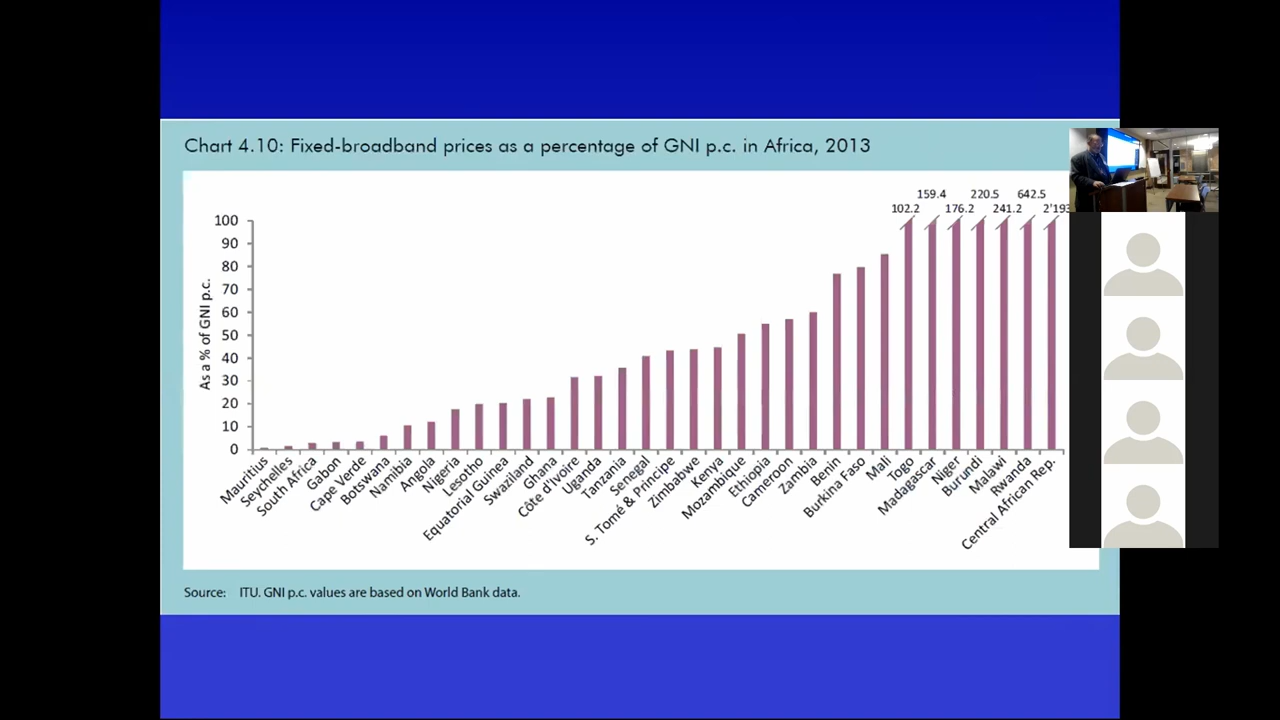 Chart 4.10: Fixed-broadband prices as a percentage of GNI p.c. in Africa, 2013
159.4 220.5 642.5
102.2 176.2 241.2 2'193
100
90
80
70
60
50
40
30
20
10
0
As a % of GNI p.c.
Mauritius
Seychelles
South Africa
Gabon
Cape Verde
Botswana
Namibia
Angola
Nigeria
Lesotho
Equatorial Guinea
Swaziland
Ghana
Côte d'Ivoire
Uganda
Tanzania
Senegal
S. Tomé & Principe
Zimbabwe
Kenya
Mozambique
Ethiopia
Cameroon
Zambia
Benin
Burkina Faso
Mali
Togo
Madagascar
Niger
Burundi
Malawi
Rwanda
Central African Rep.
Source: ITU. GNI p.c. values are based on World Bank data.